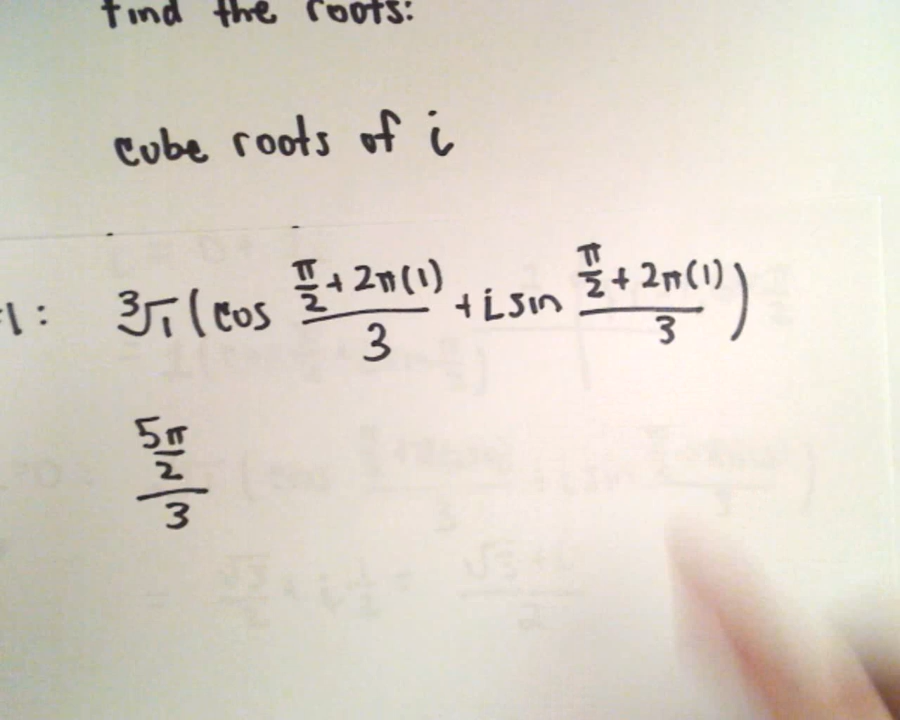 find the roots:
cube roots of i
1: ∛1 (cos (π/2 + 2π(1))/3 + i sin (π/2 + 2π(1))/3)
(5π/2)/3